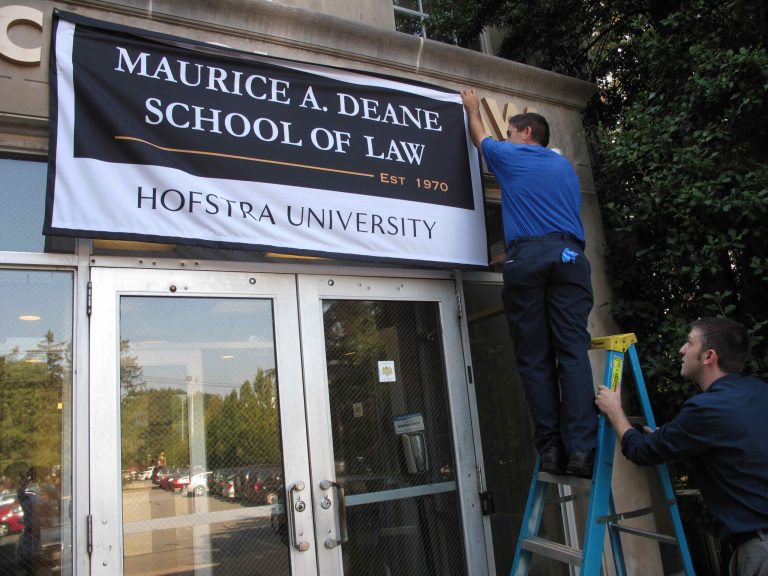 MAURICE A. DEANE
SCHOOL OF LAW
EST 1970
HOFSTRA UNIVERSITY